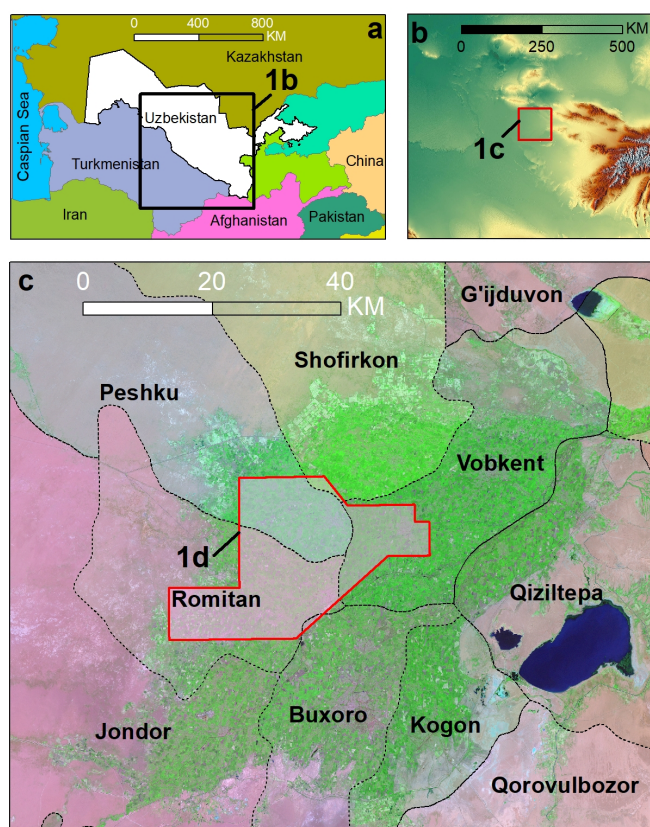 a
0 400 800
KM
Kazakhstan
1b
Caspian Sea
Uzbekistan
Turkmenistan
China
Iran
Afghanistan
Pakistan
b
KM
0 250 500
1c
c
0 20 40
KM
G'ijduvon
Shofirkon
Peshku
Vobkent
1d
Romitan
Qiziltepa
Jondor
Buxoro
Kogon
Qorovulbozor